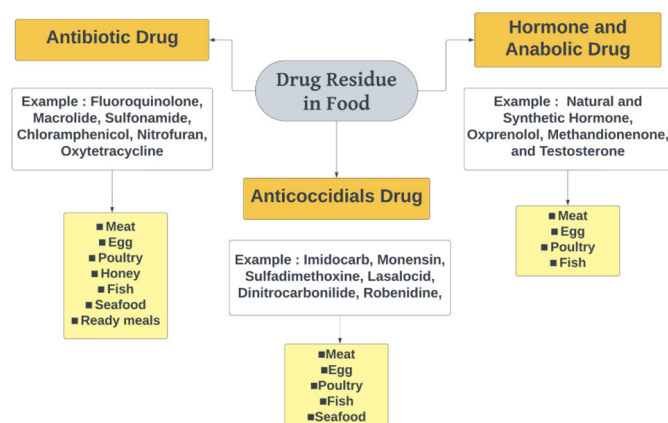 Antibiotic Drug
Hormone and
Anabolic Drug
Drug Residue
in Food
Example : Fluoroquinolone,
Macrolide, Sulfonamide,
Chloramphenicol, Nitrofuran,
Oxytetracycline
Example : Natural and
Synthetic Hormone,
Oxprenolol, Methandionenone,
and Testosterone
Anticoccidials Drug
■ Meat
■ Egg
■ Poultry
■ Honey
■ Fish
■ Seafood
■ Ready meals
■ Meat
■ Egg
■ Poultry
■ Fish
Example : Imidocarb, Monensin,
Sulfadimethoxine, Lasalocid,
Dinitrocarbonilide, Robenidine,
■Meat
■Egg
■Poultry
■Fish
■Seafood